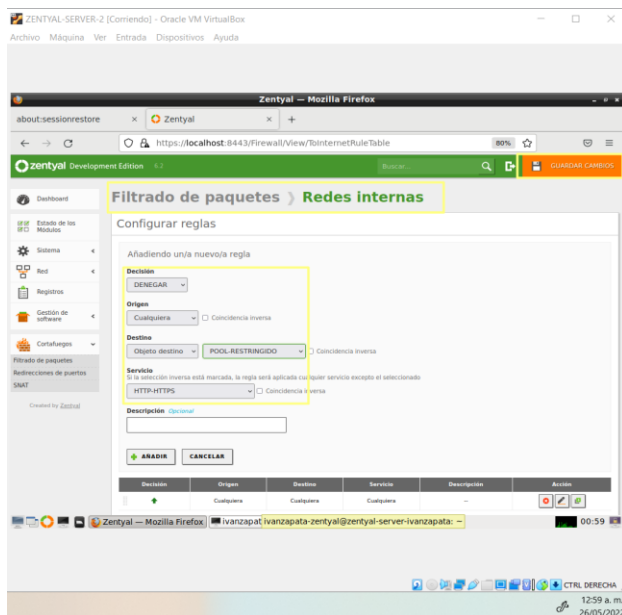 ZENTYAL-SERVER-2 [Corriendo] - Oracle VM VirtualBox
Archivo Máquina Ver Entrada Dispositivos Ayuda
Zentyal — Mozilla Firefox
about:sessionrestore
Zentyal
https://localhost:8443/Firewall/View/ToInternetRuleTable
80%
zentyal Development Edition 6.2
Buscar...
GUARDAR CAMBIOS
Dashboard
Estado de los Módulos
Sistema
Red
Registros
Gestión de software
Cortafuegos
Filtrado de paquetes
Redirecciones de puertos
SNAT
Created by Zentyal
Filtrado de paquetes 〉 Redes internas
Configurar reglas
Añadiendo un/a nuevo/a regla
Decisión
DENEGAR
Origen
Cualquiera Coincidencia inversa
Destino
Objeto destino POOL-RESTRINGIDO Coincidencia inversa
Servicio
Si la selección inversa está marcada, la regla será aplicada cualquier servicio excepto el seleccionado
HTTP-HTTPS Coincidencia inversa
Descripción Opcional
+ AÑADIR CANCELAR
Decisión Origen Destino Servicio Descripción Acción
Cualquiera Cualquiera Cualquiera --
Zentyal — Mozilla Firefox ivanzapat ivanzapata-zentyal@zentyal-server-ivanzapata: ~ 00:59
CTRL DERECHA
12:59 a. m.
26/05/2022